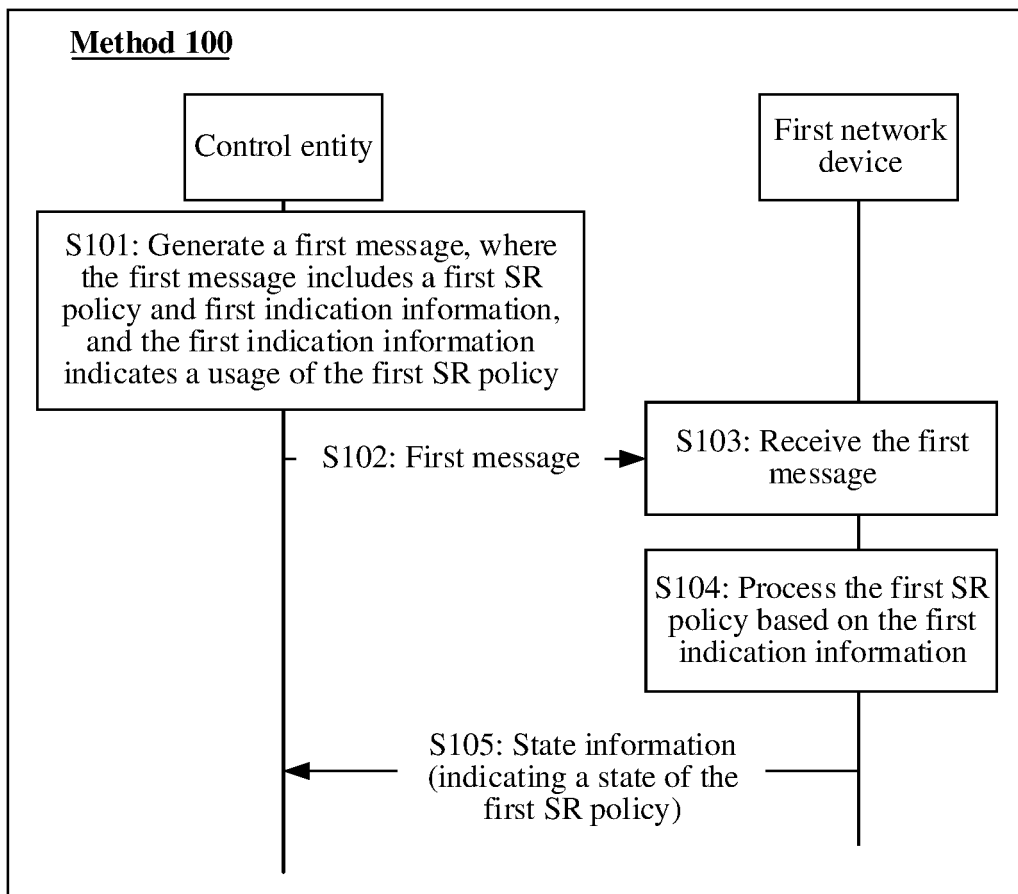 Method 100
Control entity
First network
device
S101: Generate a first message, where
the first message includes a first SR
policy and first indication information,
and the first indication information
indicates a usage of the first SR policy
S102: First message
S103: Receive the first
message
S104: Process the first SR
policy based on the first
indication information
S105: State information
(indicating a state of the
first SR policy)